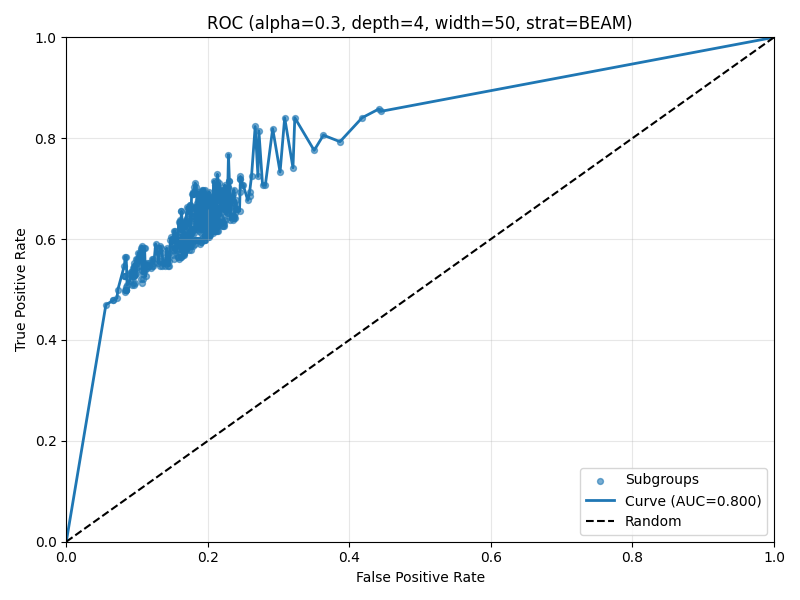 ROC (alpha=0.3, depth=4, width=50, strat=BEAM)
True Positive Rate
1.0
0.8
0.6
0.4
0.2
0.0
Subgroups
Curve (AUC=0.800)
Random
0.0 0.2 0.4 0.6 0.8 1.0
False Positive Rate